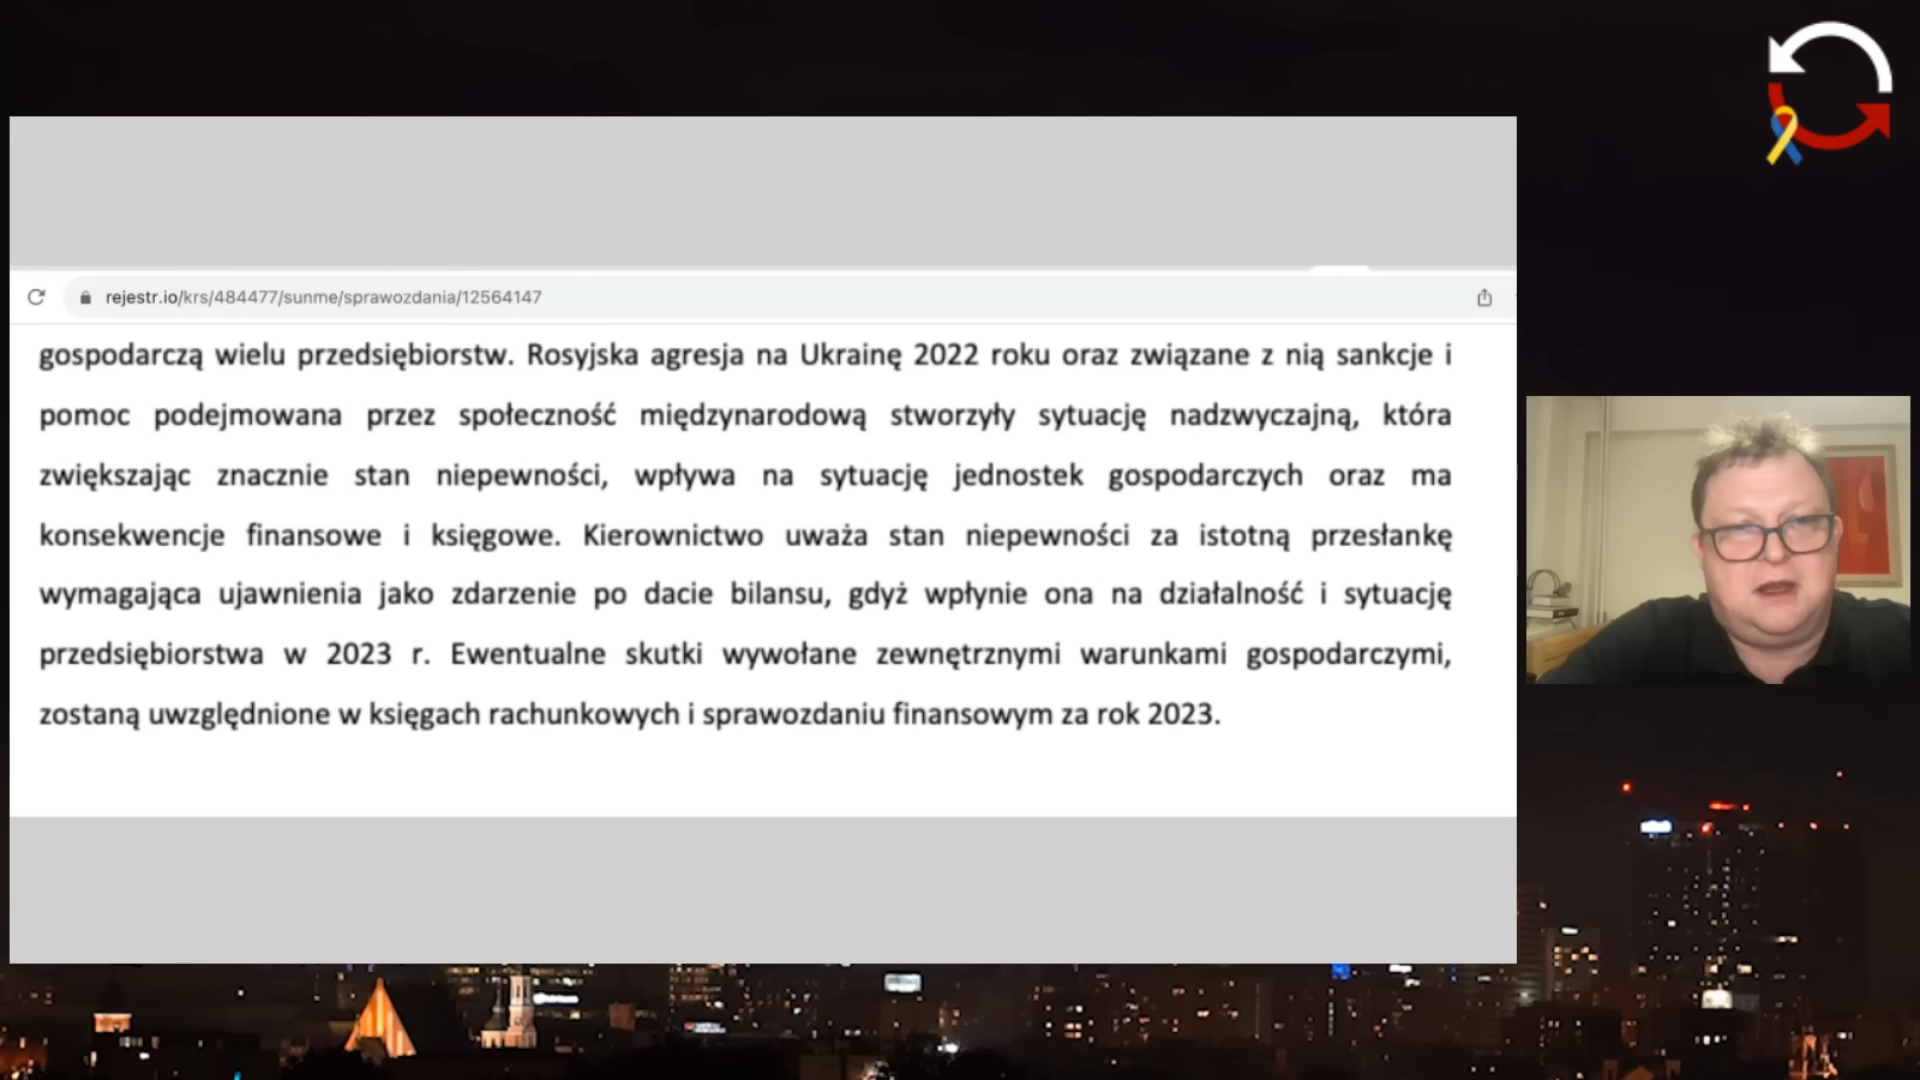 rejestr.io/krs/484477/sunme/sprawozdania/12564147
gospodarczą wielu przedsiębiorstw. Rosyjska agresja na Ukrainę 2022 roku oraz związane z nią sankcje i
pomoc podejmowana przez społeczność międzynarodową stworzyły sytuację nadzwyczajną, która
zwiększając znacznie stan niepewności, wpływa na sytuację jednostek gospodarczych oraz ma
konsekwencje finansowe i księgowe. Kierownictwo uważa stan niepewności za istotną przesłankę
wymagająca ujawnienia jako zdarzenie po dacie bilansu, gdyż wpłynie ona na działalność i sytuację
przedsiębiorstwa w 2023 r. Ewentualne skutki wywołane zewnętrznymi warunkami gospodarczymi,
zostaną uwzględnione w księgach rachunkowych i sprawozdaniu finansowym za rok 2023.